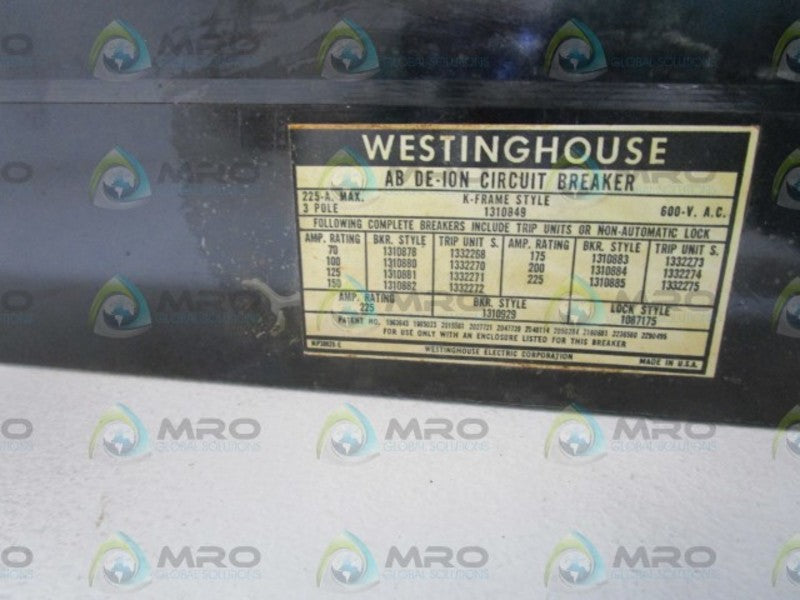 WESTINGHOUSE
AB DE-ION CIRCUIT BREAKER
225-A. MAX. K-FRAME STYLE
3 POLE 1310849 600-V. A.C.
FOLLOWING COMPLETE BREAKERS INCLUDE TRIP UNITS OR NON-AUTOMATIC LOCK
AMP. RATING BKR. STYLE TRIP UNIT S. AMP. RATING BKR. STYLE TRIP UNIT S.
70 1310878 1332268 175 1310883 1332273
100 1310880 1332270 200 1310884 1332274
125 1310881 1332271 225 1310885 1332275
150 1310882 1332272
AMP. RATING BKR. STYLE LOCK STYLE
225 1310929 1087175
PATENT NO.
FOR USE ONLY WITH AN ENCLOSURE LISTED FOR THIS BREAKER
WESTINGHOUSE ELECTRIC CORPORATION MADE IN U.S.A.
MRO
GLOBAL SOLUTIONS